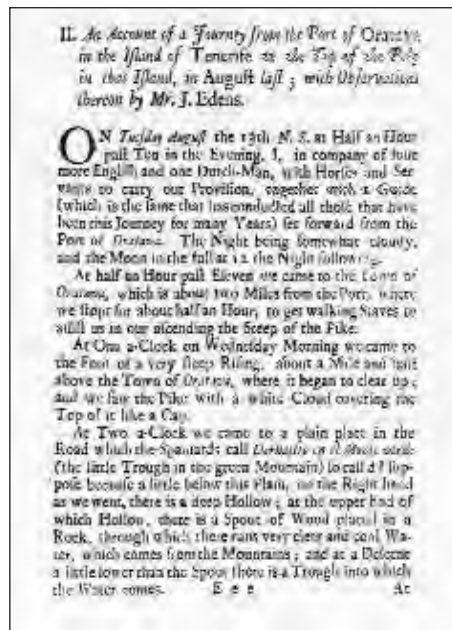 II. An Account of a Journey from the Port of Oratava
in the Island of Tenerife to the Top of the Pike
in that Island, in August last ; with Observations
thereon by Mr. J. Edens.
ON Tuesday August the 13th N. S. at Half an Hour
past Ten in the Evening, I, in company of four
more English and one Dutch-Man, with Horses and Ser
vants to carry our Provision, together with a Guide
(which is the same that has conducted all those that have
been this Journey for many Years) set forward from the
Port of Oratava. The Night being somewhat cloudy,
and the Moon in the full at 12 the Night following.
At half an Hour past Eleven we came to the Town of
Oratava, which is about two Miles from the Port, where
we stopt for about half an Hour, to get walking Staves to
assist us in our ascending the Steep of the Pike.
At One a-Clock on Wednesday Morning we came to
the Foot of a very steep Rising, about a Mile and half
above the Town of Oratava, where it began to clear up ;
and we saw the Pike with a white Cloud covering the
Top of it like a Cap.
At Two a-Clock we came to a plain place in the
Road which the Spaniards call
(the little Trough in the green Mountain) so call'd I sup-
pose because a little below this Plain, on the Right hand
as we went, there is a deep Hollow ; at the upper End of
which Hollow, there is a Spout of Wood placed in a
Rock, through which there runs very clear and cool Wa-
ter, which comes from the Mountains ; and at a Descent
a little lower than the Spout there is a Trough into which
the Water comes. E e e At